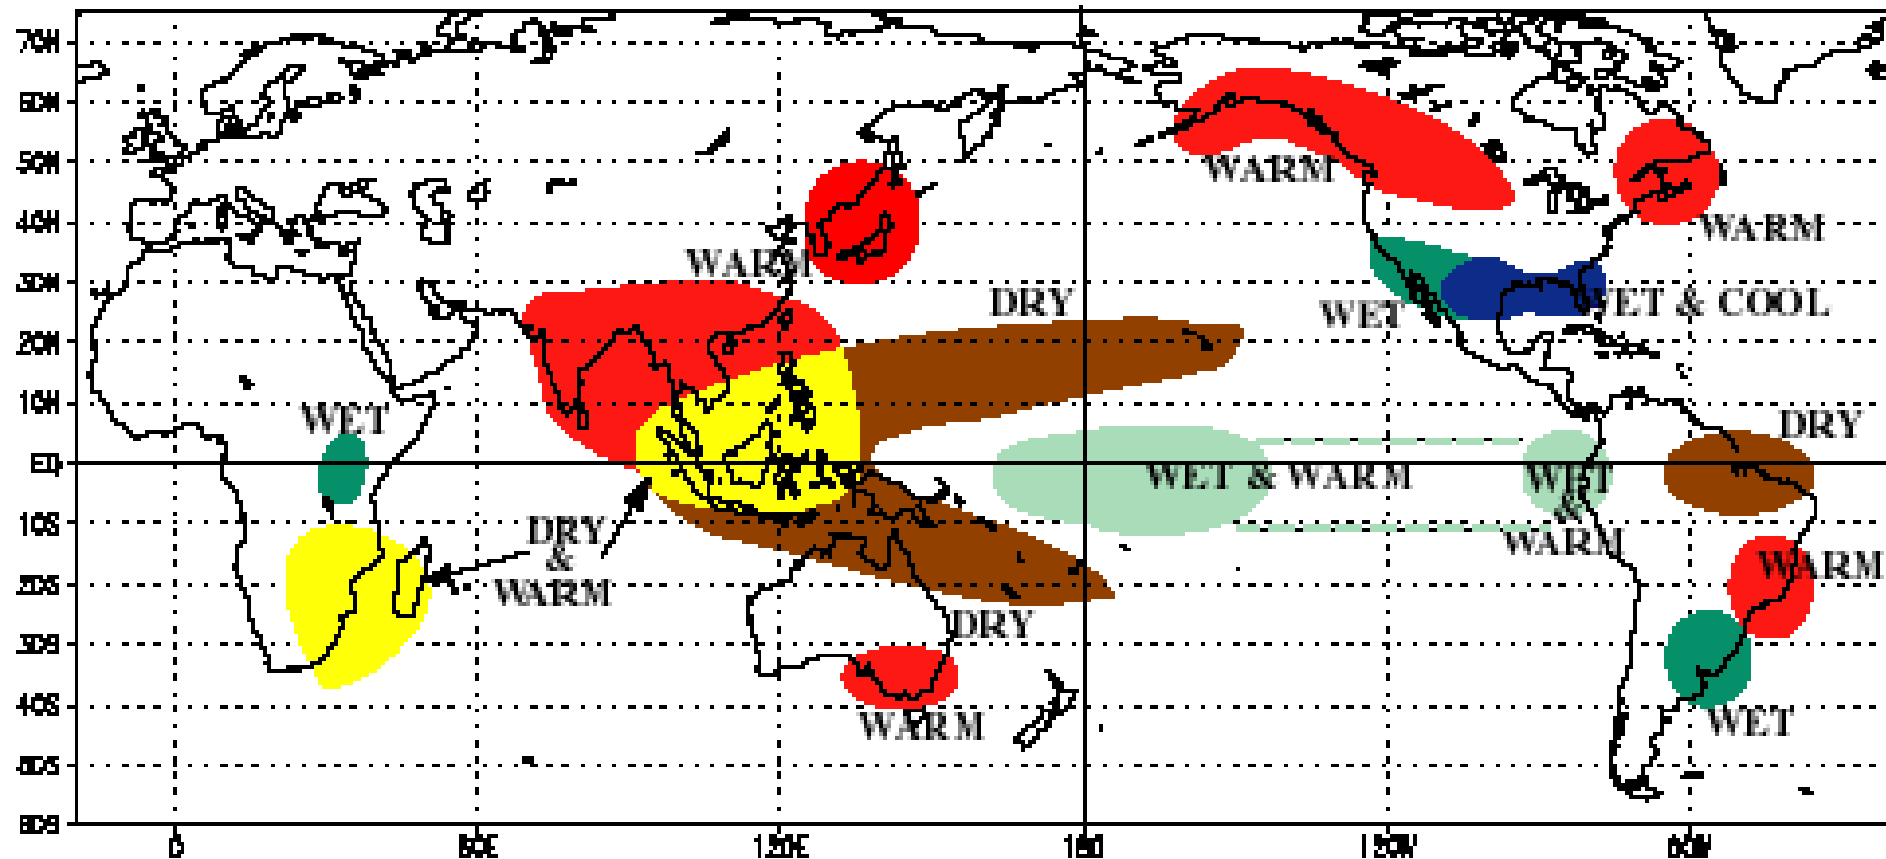 70N
60N
50N
40N
30N
20N
10N
EQ
10S
20S
30S
40S
50S
60S
0
60E
120E
180
120W
60W
WARM
WARM
WARM
DRY
WET
WET & COOL
WET
DRY
WET & WARM
WET
&
WARM
DRY
&
WARM
WARM
DRY
WARM
WET